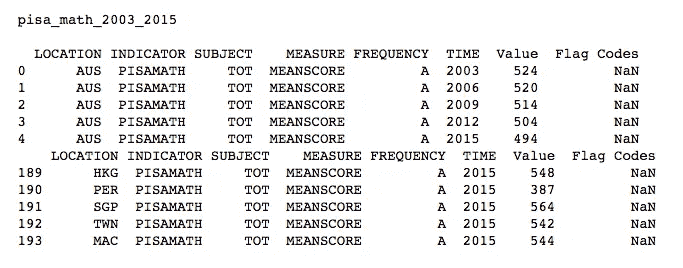 pisa_math_2003_2015
LOCATION INDICATOR SUBJECT MEASURE FREQUENCY TIME Value Flag Codes
0 AUS PISAMATH TOT MEANSCORE A 2003 524 NaN
1 AUS PISAMATH TOT MEANSCORE A 2006 520 NaN
2 AUS PISAMATH TOT MEANSCORE A 2009 514 NaN
3 AUS PISAMATH TOT MEANSCORE A 2012 504 NaN
4 AUS PISAMATH TOT MEANSCORE A 2015 494 NaN
LOCATION INDICATOR SUBJECT MEASURE FREQUENCY TIME Value Flag Codes
189 HKG PISAMATH TOT MEANSCORE A 2015 548 NaN
190 PER PISAMATH TOT MEANSCORE A 2015 387 NaN
191 SGP PISAMATH TOT MEANSCORE A 2015 564 NaN
192 TWN PISAMATH TOT MEANSCORE A 2015 542 NaN
193 MAC PISAMATH TOT MEANSCORE A 2015 544 NaN